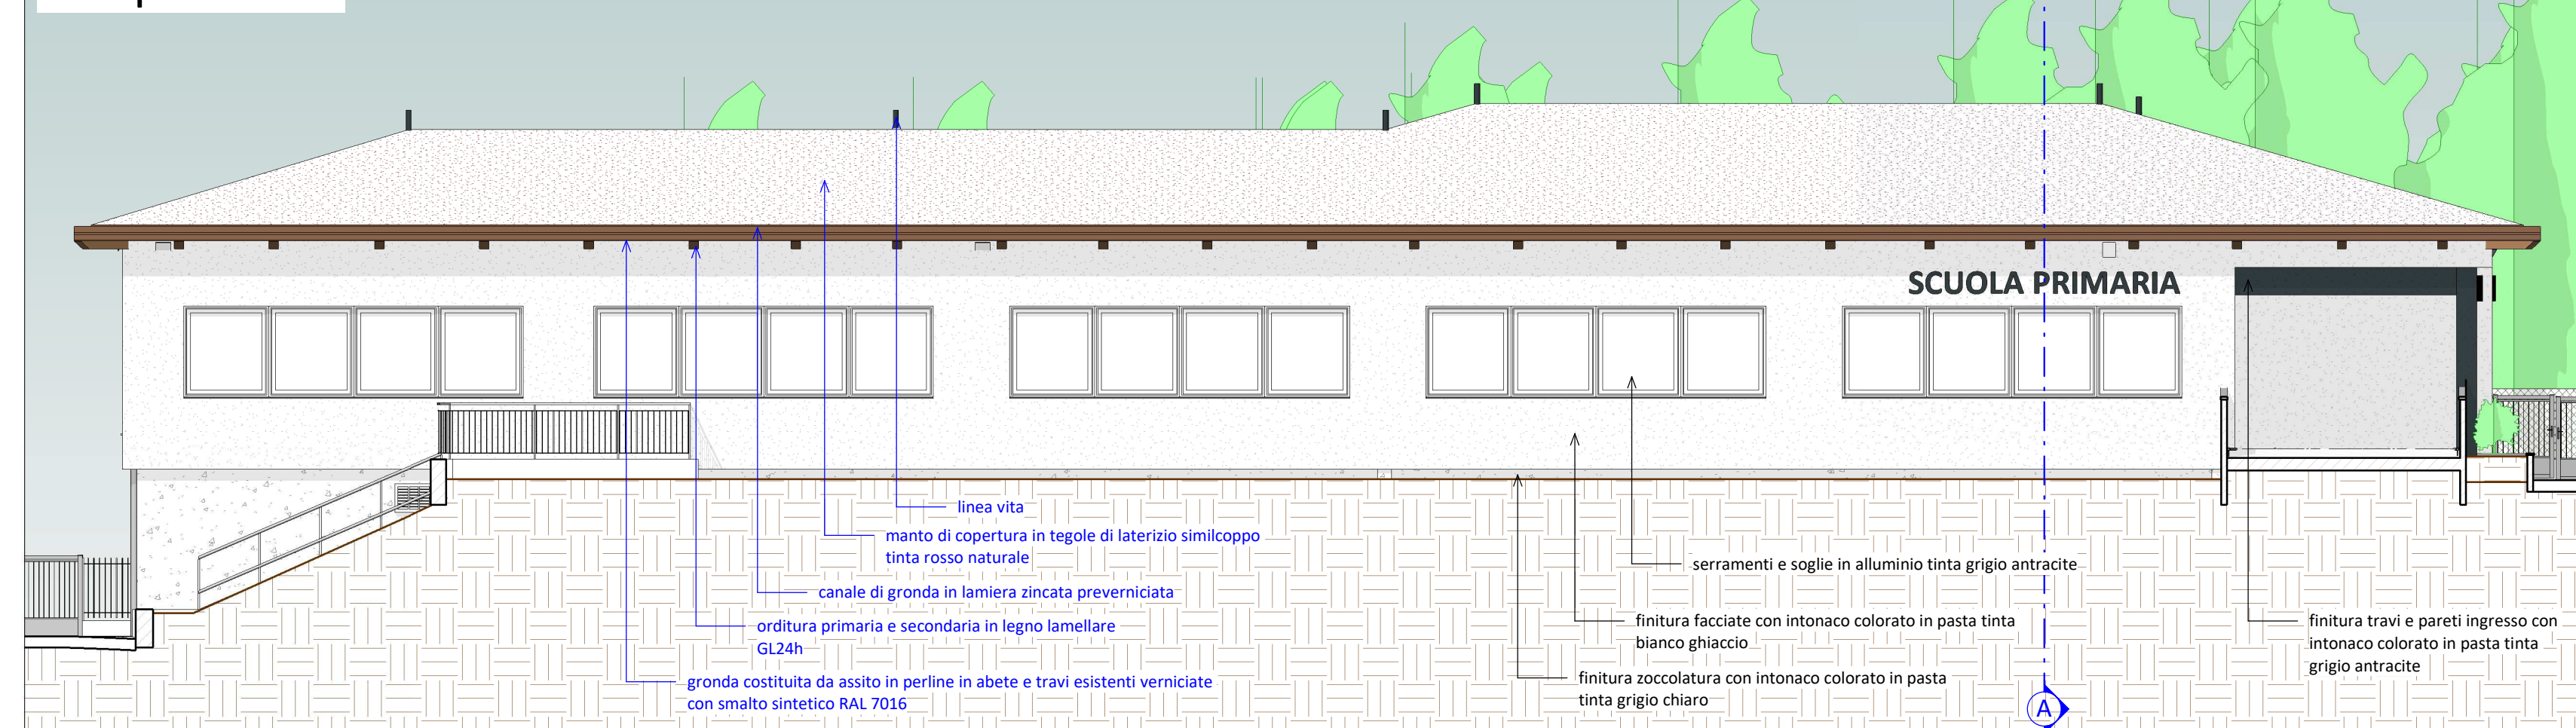 SCUOLA PRIMARIA
linea vita
manto di copertura in tegole di laterizio similcoppo
tinta rosso naturale
canale di gronda in lamiera zincata preverniciata
orditura primaria e secondaria in legno lamellare
GL24h
gronda costituita da assito in perline in abete e travi esistenti verniciate
con smalto sintetico RAL 7016
serramenti e soglie in alluminio tinta grigio antracite
finitura facciate con intonaco colorato in pasta tinta
bianco ghiaccio
finitura zoccolatura con intonaco colorato in pasta
tinta grigio chiaro
finitura travi e pareti ingresso con
intonaco colorato in pasta tinta
grigio antracite
A